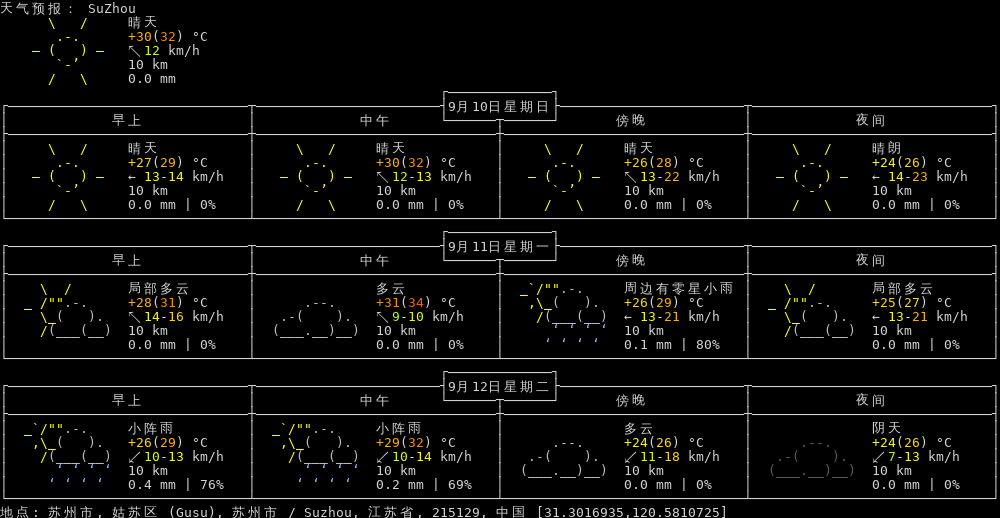 天气预报: SuZhou
晴天
+30(32) °C
↖ 12 km/h
10 km
0.0 mm
9月10日星期日
早上 中午 傍晚 夜间
晴天 晴天 晴天 晴朗
+27(29) °C +30(32) °C +26(28) °C +24(26) °C
← 13-14 km/h ↖ 12-13 km/h ↖ 13-22 km/h ← 14-23 km/h
10 km 10 km 10 km 10 km
0.0 mm | 0% 0.0 mm | 0% 0.0 mm | 0% 0.0 mm | 0%
9月11日星期一
早上 中午 傍晚 夜间
局部多云 多云 周边有零星小雨 局部多云
+28(31) °C +31(34) °C +26(29) °C +25(27) °C
↖ 14-16 km/h ↖ 9-10 km/h ← 13-21 km/h ← 13-21 km/h
10 km 10 km 10 km 10 km
0.0 mm | 0% 0.0 mm | 0% 0.1 mm | 80% 0.0 mm | 0%
9月12日星期二
早上 中午 傍晚 夜间
小阵雨 小阵雨 多云 阴天
+26(29) °C +29(32) °C +24(26) °C +24(26) °C
↙ 10-13 km/h ↙ 10-14 km/h ↙ 11-18 km/h ↙ 7-13 km/h
10 km 10 km 10 km 10 km
0.4 mm | 76% 0.2 mm | 69% 0.0 mm | 0% 0.0 mm | 0%
地点: 苏州市, 姑苏区 (Gusu), 苏州市 / Suzhou, 江苏省, 215129, 中国 [31.3016935,120.5810725]